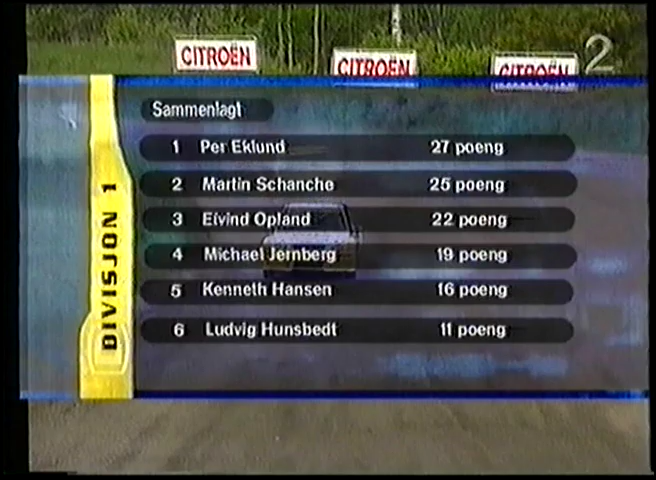 CITROËN CITROËN CITROËN 2
Sammenlagt
1 Per Eklund 27 poeng
2 Martin Schanche 25 poeng
3 Eivind Opland 22 poeng
4 Michael Jernberg 19 poeng
5 Kenneth Hansen 16 poeng
6 Ludvig Hunsbedt 11 poeng
DIVISJON 1